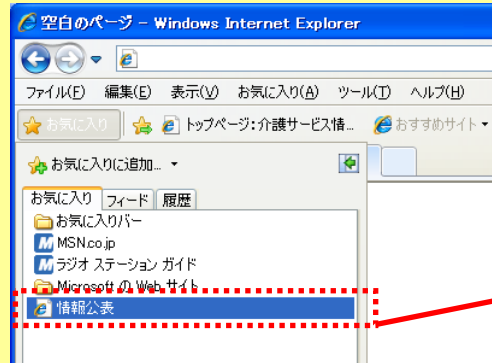 空白のページ - Windows Internet Explorer
ファイル(F) 編集(E) 表示(V) お気に入り(A) ツール(T) ヘルプ(H)
お気に入り トップページ:介護サービス情... おすすめサイト
お気に入りに追加...
お気に入り フィード 履歴
お気に入りバー
MSN.co.jp
ラジオ ステーション ガイド
Microsoft の Web サイト
情報公表